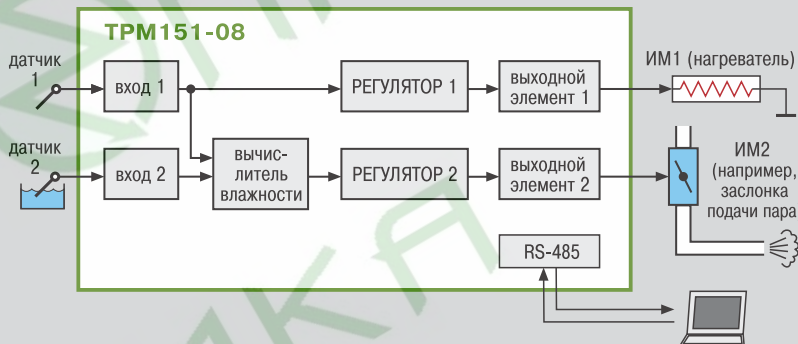 ТРМ151-08
датчик
1
вход 1
РЕГУЛЯТОР 1
выходной
элемент 1
ИМ1 (нагреватель)
датчик
2
вход 2
вычис-
литель
влажности
РЕГУЛЯТОР 2
выходной
элемент 2
ИМ2
(например,
заслонка
подачи пара
RS-485